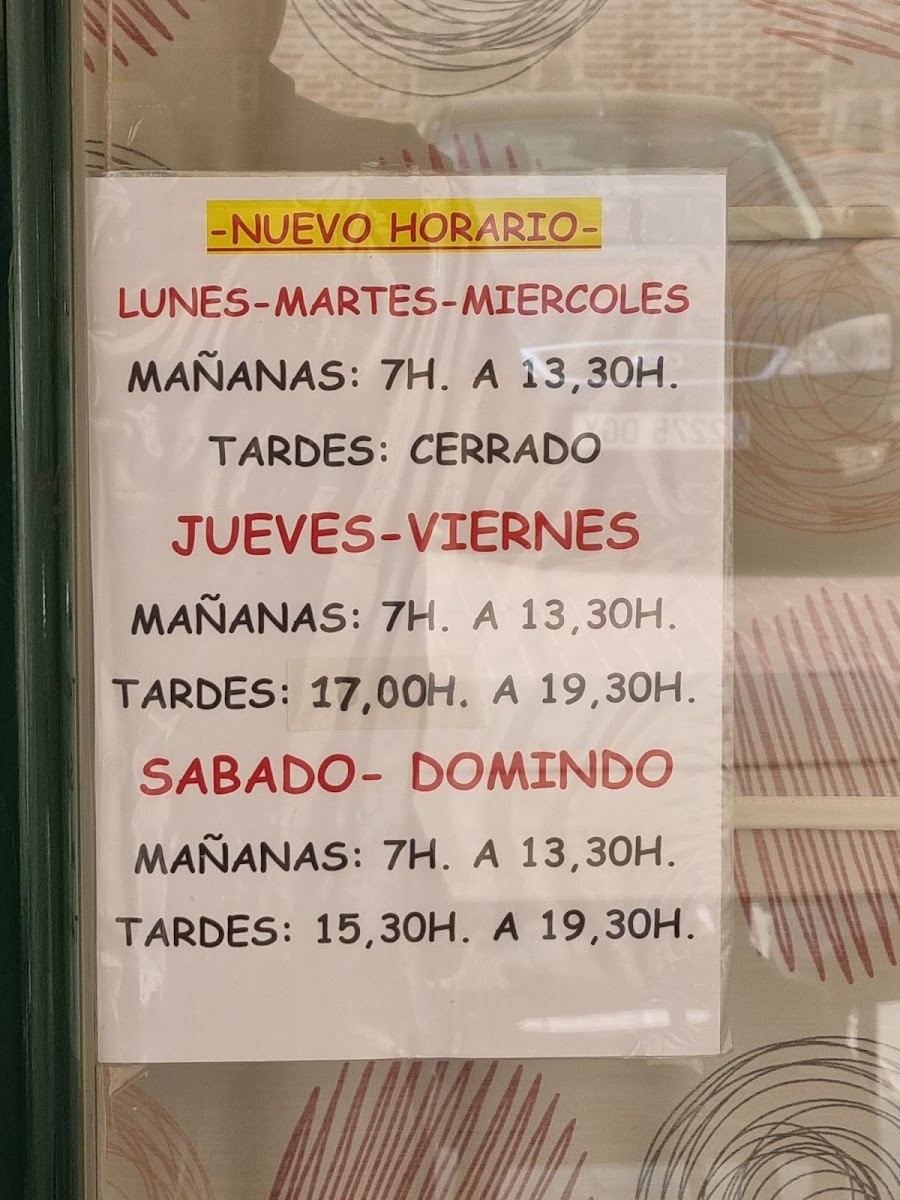 -NUEVO HORARIO-
LUNES-MARTES-MIERCOLES
MAÑANAS: 7H. A 13,30H.
TARDES: CERRADO
JUEVES-VIERNES
MAÑANAS: 7H. A 13,30H.
TARDES: 17,00H. A 19,30H.
SABADO- DOMINDO
MAÑANAS: 7H. A 13,30H.
TARDES: 15,30H. A 19,30H.